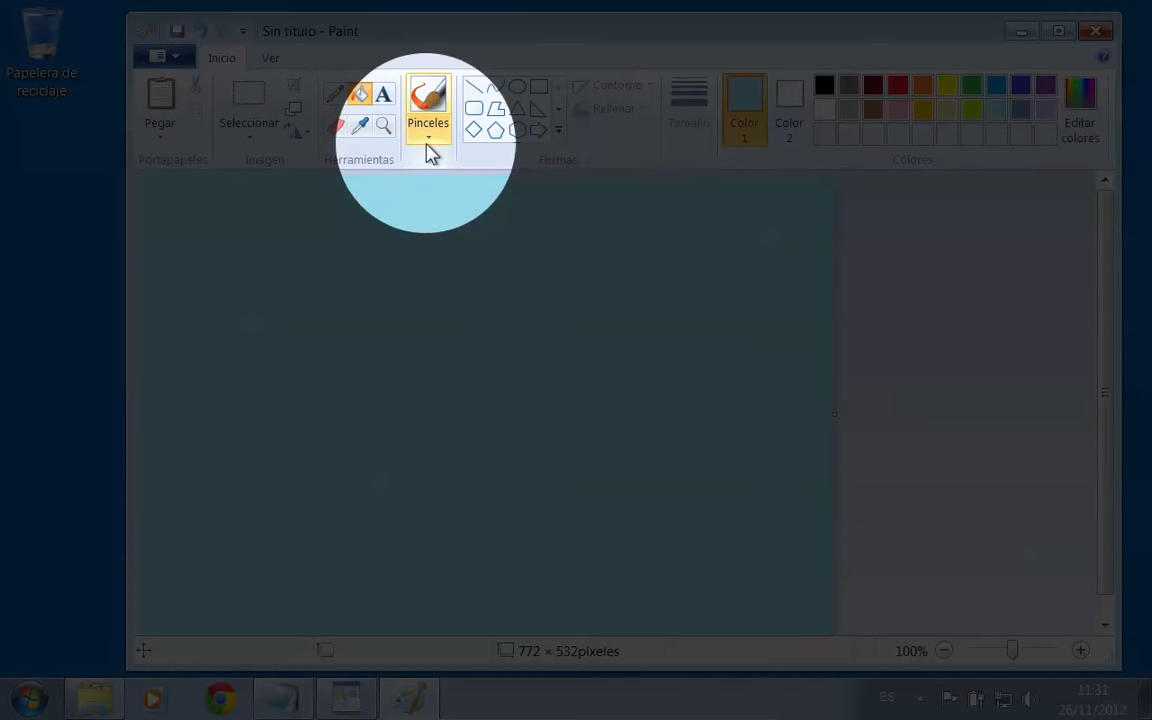 Papelera de
reciclaje
Sin título - Paint
Inicio
Ver
Pegar
Seleccionar
A
Pinceles
Contorno
Rellenar
Tamaño
Color
1
Color
2
Editar
colores
Portapapeles
Imagen
Herramientas
Formas
Colores
772 × 532píxeles
100%
ES
11:31
26/11/2012